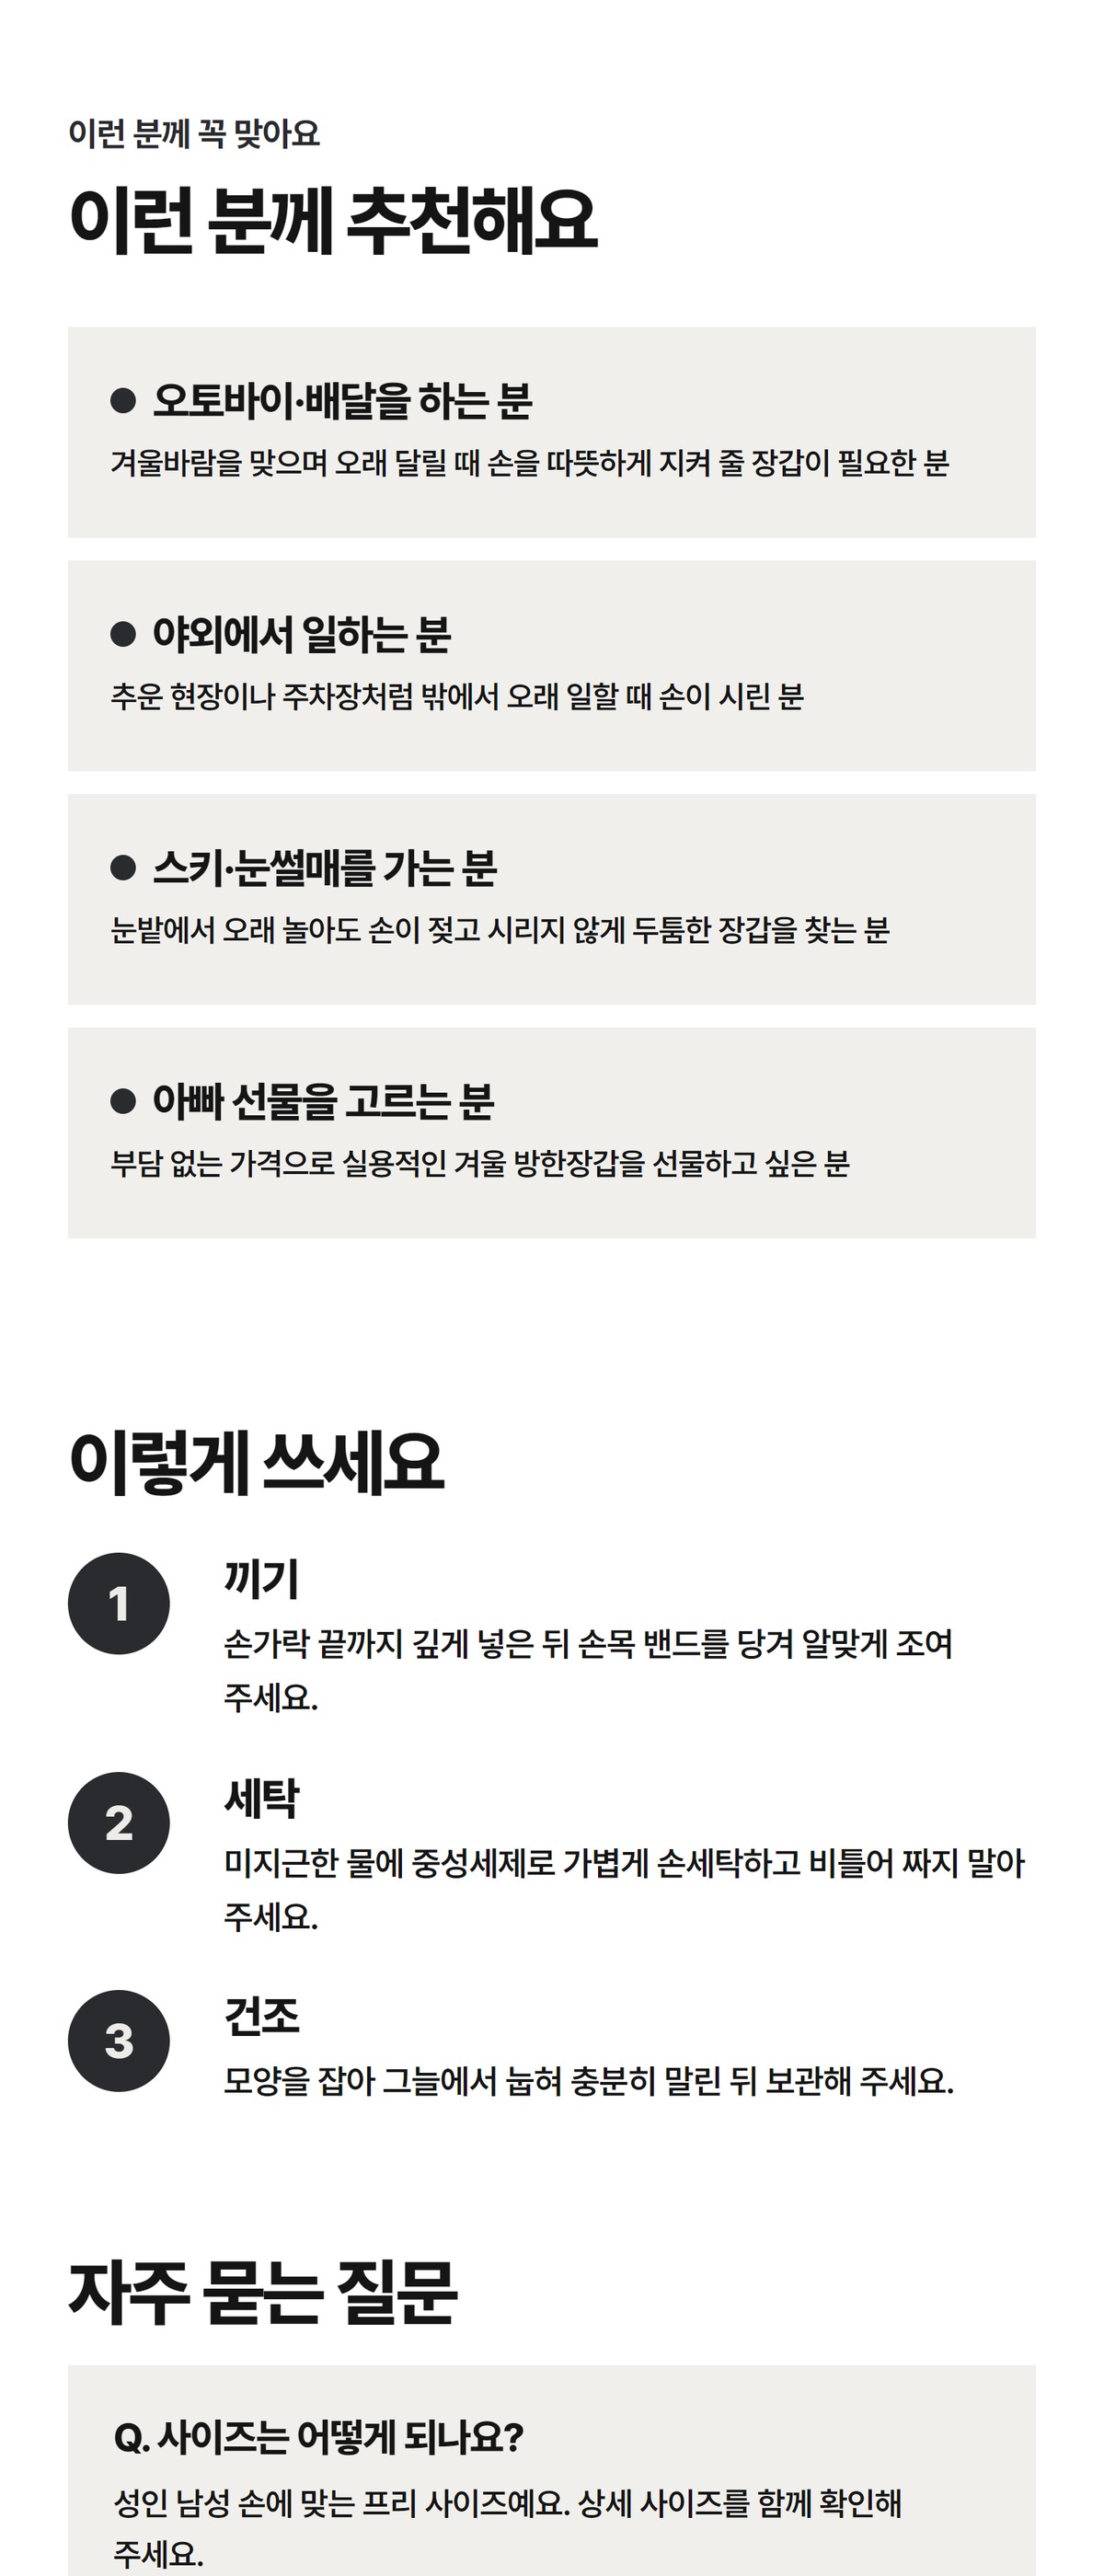 이런 분께 꼭 맞아요
이런 분께 추천해요
오토바이·배달을 하는 분
겨울바람을 맞으며 오래 달릴 때 손을 따뜻하게 지켜 줄 장갑이 필요한 분
야외에서 일하는 분
추운 현장이나 주차장처럼 밖에서 오래 일할 때 손이 시린 분
스키·눈썰매를 가는 분
눈밭에서 오래 놀아도 손이 젖고 시리지 않게 두툼한 장갑을 찾는 분
아빠 선물을 고르는 분
부담 없는 가격으로 실용적인 겨울 방한장갑을 선물하고 싶은 분
이렇게 쓰세요
1
끼기
손가락 끝까지 깊게 넣은 뒤 손목 밴드를 당겨 알맞게 조여
주세요.
2
세탁
미지근한 물에 중성세제로 가볍게 손세탁하고 비틀어 짜지 말아
주세요.
3
건조
모양을 잡아 그늘에서 눕혀 충분히 말린 뒤 보관해 주세요.
자주 묻는 질문
Q. 사이즈는 어떻게 되나요?
성인 남성 손에 맞는 프리 사이즈예요. 상세 사이즈를 함께 확인해
주세요.